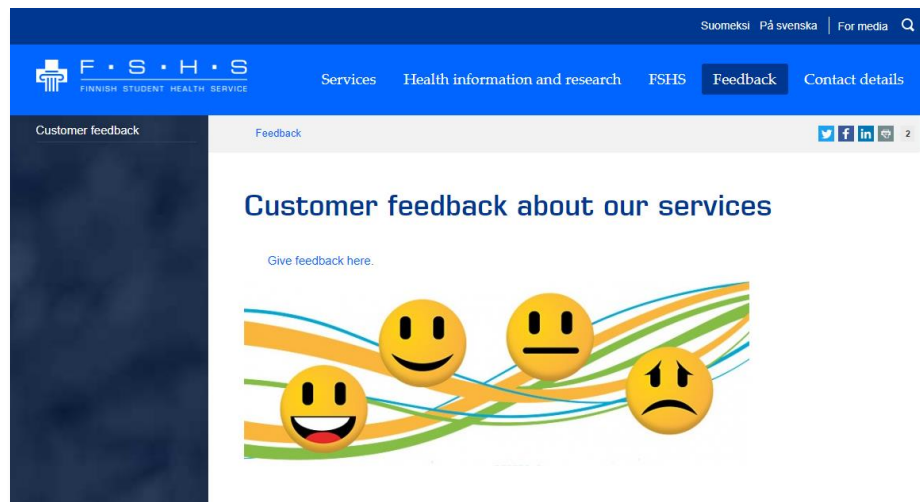 Suomeksi På svenska For media
F · S · H · S
FINNISH STUDENT HEALTH SERVICE
Services Health information and research FSHS Feedback Contact details
Customer feedback
Feedback
2
Customer feedback about our services
Give feedback here.